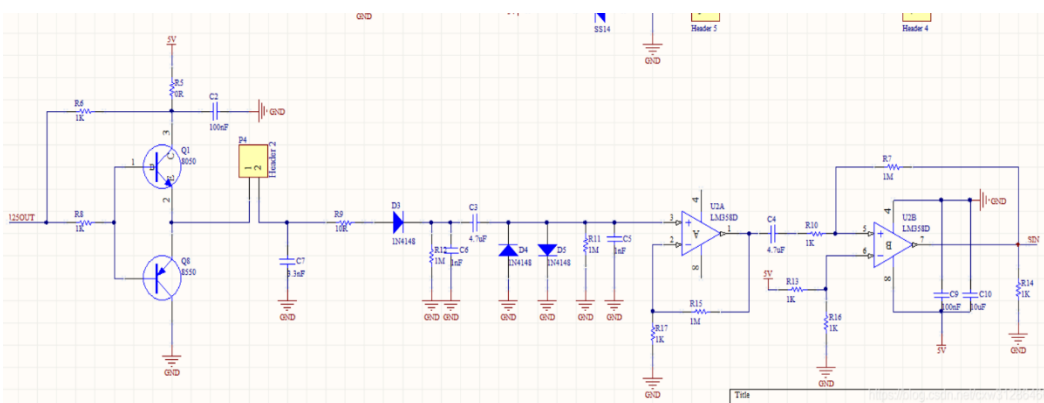 GND
SS14
GND
Header 5
Header 4
5V
R5
0R
R6
1K
C2
100nF
GND
3
Q1
8050
1
B
C
E
2
P4
1
2
Header 2
125OUT
R8
1K
Q8
8550
GND
C7
3.3nF
GND
R9
10R
D3
1N4148
R12
1M
GND
C6
1nF
GND
C3
4.7uF
D4
1N4148
GND
D5
1N4148
GND
R11
1M
GND
C5
1nF
GND
U2A
LM358D
4
3
2
1
8
A
R15
1M
R17
1K
GND
C4
4.7uF
R10
1K
5V
R13
1K
R16
1K
GND
R7
1M
U2B
LM358D
4
5
6
7
8
B
GND
C9
100nF
C10
10uF
5V
SIN
R14
1K
GND
Title